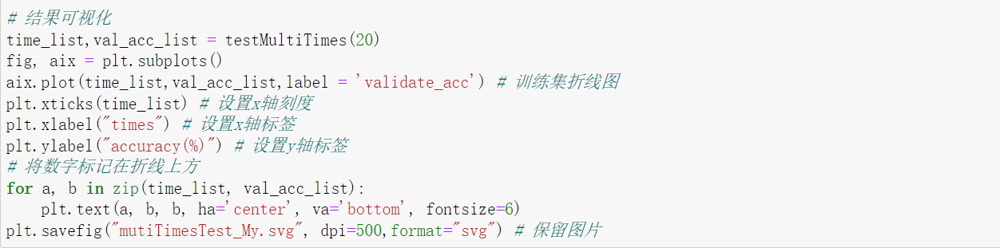 # 结果可视化
time_list,val_acc_list = testMultiTimes(20)
fig, aix = plt.subplots()
aix.plot(time_list,val_acc_list,label = 'validate_acc') # 训练集折线图
plt.xticks(time_list) # 设置x轴刻度
plt.xlabel("times") # 设置x轴标签
plt.ylabel("accuracy(%)") # 设置y轴标签
# 将数字标记在折线上方
for a, b in zip(time_list, val_acc_list):
    plt.text(a, b, b, ha='center', va='bottom', fontsize=6)
plt.savefig("mutiTimesTest_My.svg", dpi=500,format="svg") # 保留图片